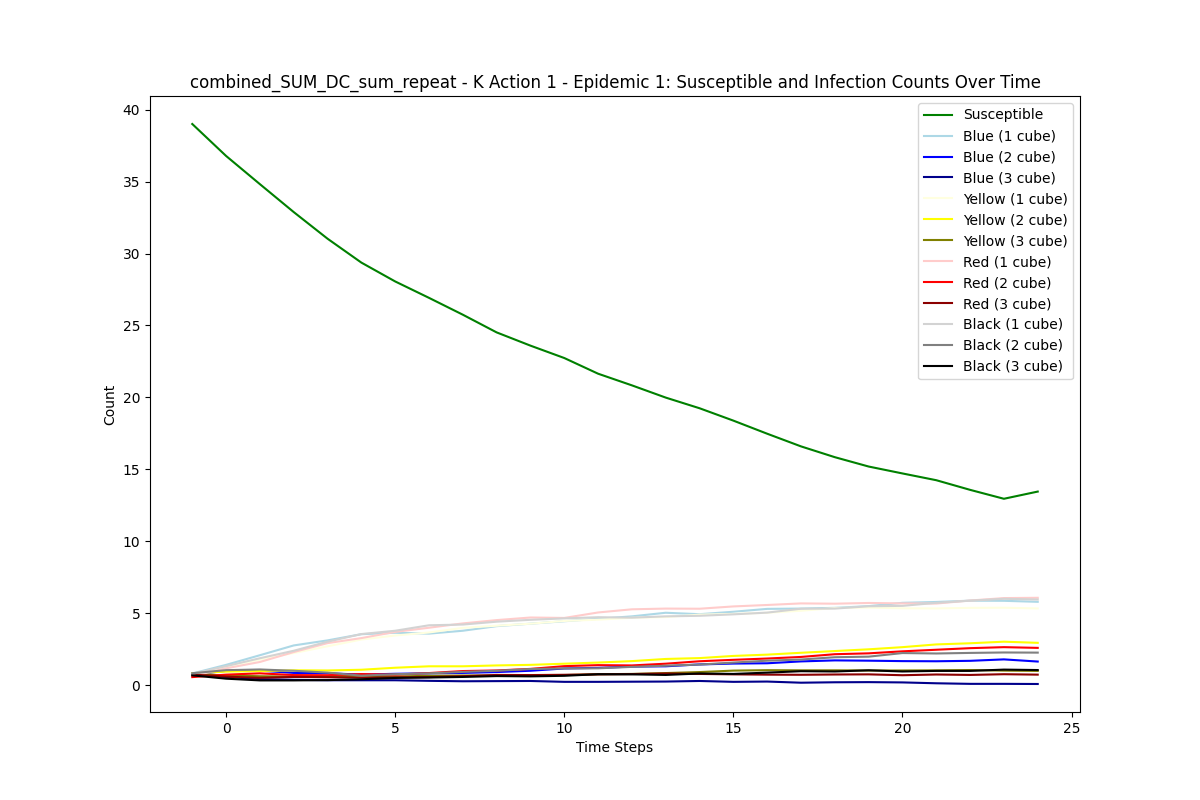 combined_SUM_DC_sum_repeat - K Action 1 - Epidemic 1: Susceptible and Infection Counts Over Time
40
35
30
25
20
15
10
5
0
Count
Susceptible
Blue (1 cube)
Blue (2 cube)
Blue (3 cube)
Yellow (1 cube)
Yellow (2 cube)
Yellow (3 cube)
Red (1 cube)
Red (2 cube)
Red (3 cube)
Black (1 cube)
Black (2 cube)
Black (3 cube)
0 5 10 15 20 25
Time Steps